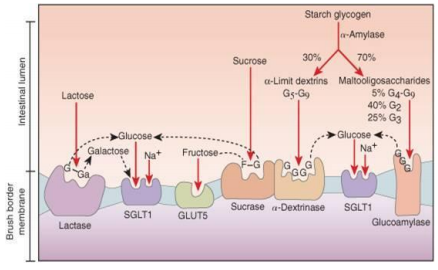 Starch glycogen
α-Amylase
30%
70%
Sucrose
α-Limit dextrins
G5-G9
Maltooligosaccharides
5% G4-G9
40% G2
25% G3
Lactose
Glucose
Galactose
Na+
Fructose
Glucose
Na+
G
Ga
F–G
G
G
GG
G
G
G
SGLT1
GLUT5
Sucrase
α-Dextrinase
SGLT1
Lactase
Glucoamylase
Intestinal lumen
Brush border
membrane